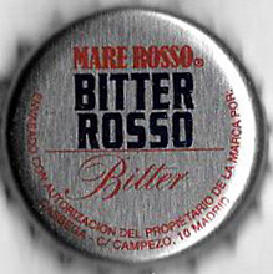 MARE ROSSO®
BITTER
ROSSO
Bitter
ENVASADO CON AUTORIZACION DEL PROPIETARIO DE LA MARCA POR:
C/ CAMPEZO, 16 MADRID